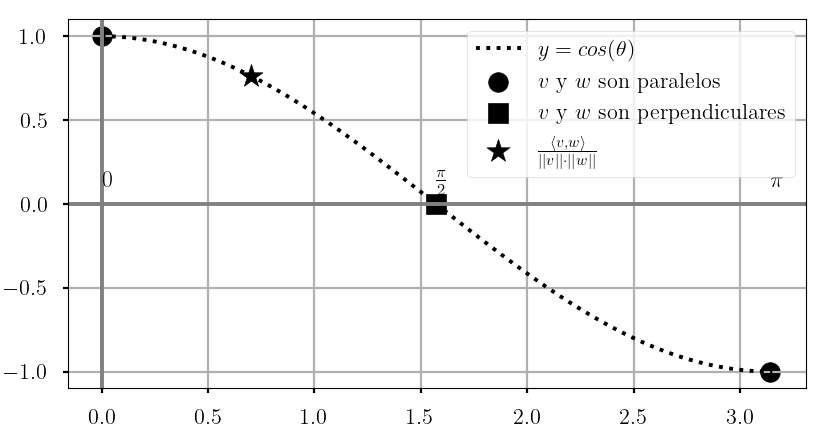 1.0
0.5
0.0
−0.5
−1.0
0
π/2
π
y = cos(θ)
v y w son paralelos
v y w son perpendiculares
⟨v,w⟩
||v||·||w||
0.0 0.5 1.0 1.5 2.0 2.5 3.0